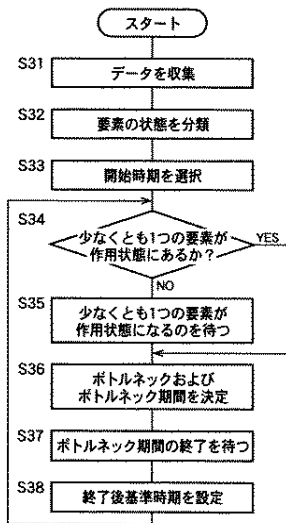 スタート
S31
データを収集
S32
要素の状態を分類
S33
開始時期を選択
S34
少なくとも1つの要素が
作用状態にあるか?
YES
NO
S35
少なくとも1つの要素が
作用状態になるのを待つ
S36
ボトルネックおよび
ボトルネック期間を決定
S37
ボトルネック期間の終了を待つ
S38
終了後基準時期を設定